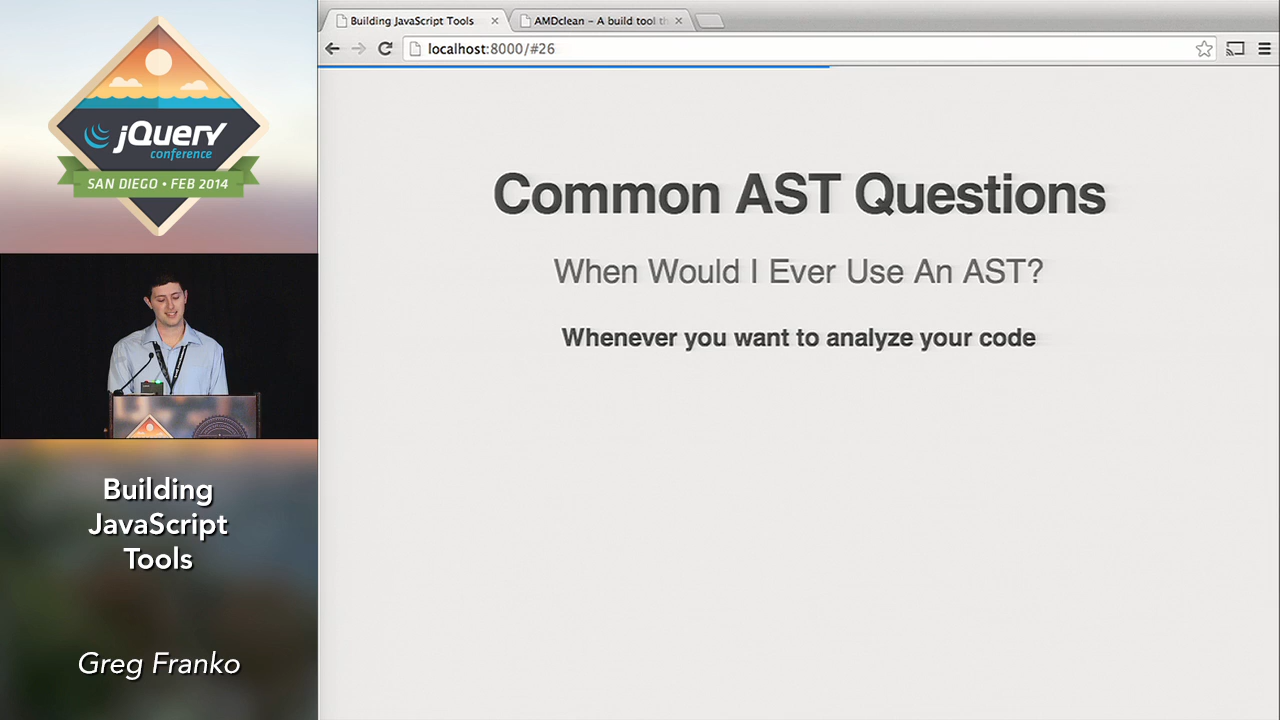 jQuery
conference
SAN DIEGO • FEB 2014
Building
JavaScript
Tools
Greg Franko
Building JavaScript Tools
AMDclean – A build tool th
localhost:8000/#26
Common AST Questions
When Would I Ever Use An AST?
Whenever you want to analyze your code